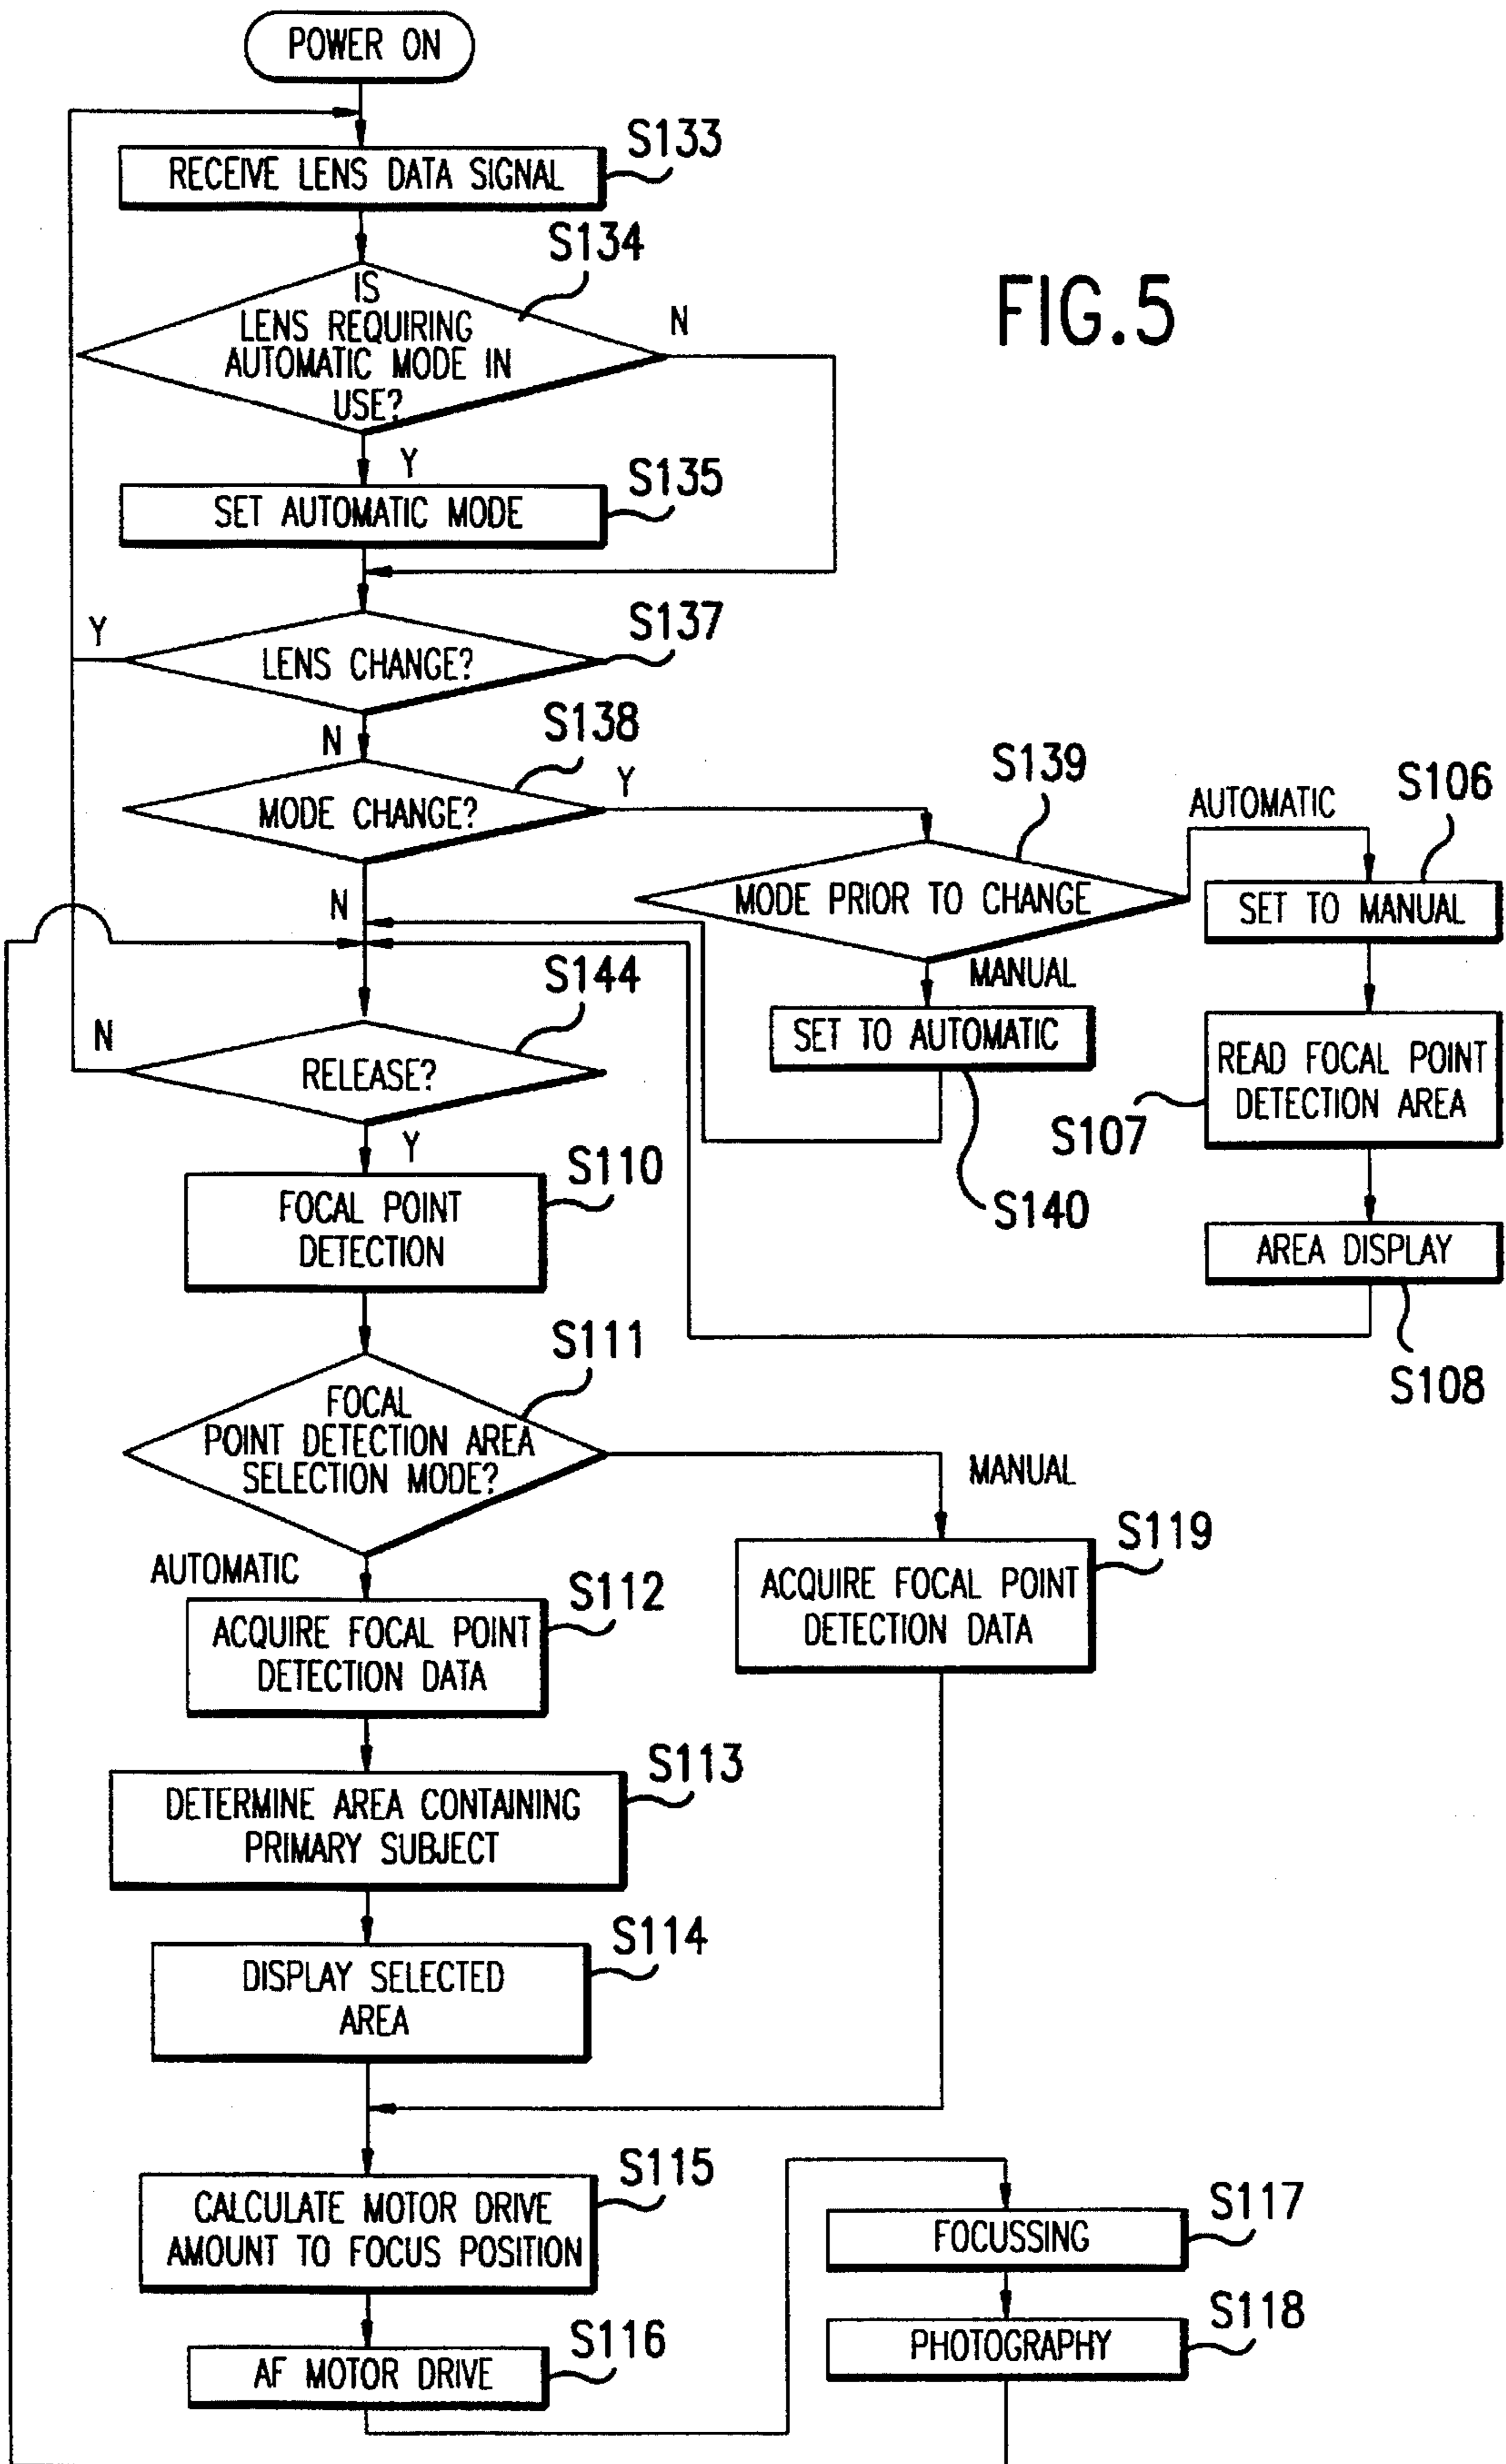 POWER ON
RECEIVE LENS DATA SIGNAL
S133
S134
IS
LENS REQUIRING
AUTOMATIC MODE IN
USE?
N
FIG.5
Y
SET AUTOMATIC MODE
S135
Y
LENS CHANGE?
S137
N
S138
MODE CHANGE?
Y
S139
AUTOMATIC
S106
MODE PRIOR TO CHANGE
SET TO MANUAL
N
MANUAL
S144
SET TO AUTOMATIC
READ FOCAL POINT
DETECTION AREA
N
RELEASE?
S107
Y
S140
S110
FOCAL POINT
DETECTION
AREA DISPLAY
S108
S111
FOCAL
POINT DETECTION AREA
SELECTION MODE?
MANUAL
S119
AUTOMATIC
ACQUIRE FOCAL POINT
DETECTION DATA
S112
ACQUIRE FOCAL POINT
DETECTION DATA
S113
DETERMINE AREA CONTAINING
PRIMARY SUBJECT
S114
DISPLAY SELECTED
AREA
S115
CALCULATE MOTOR DRIVE
AMOUNT TO FOCUS POSITION
S117
FOCUSSING
S116
AF MOTOR DRIVE
S118
PHOTOGRAPHY